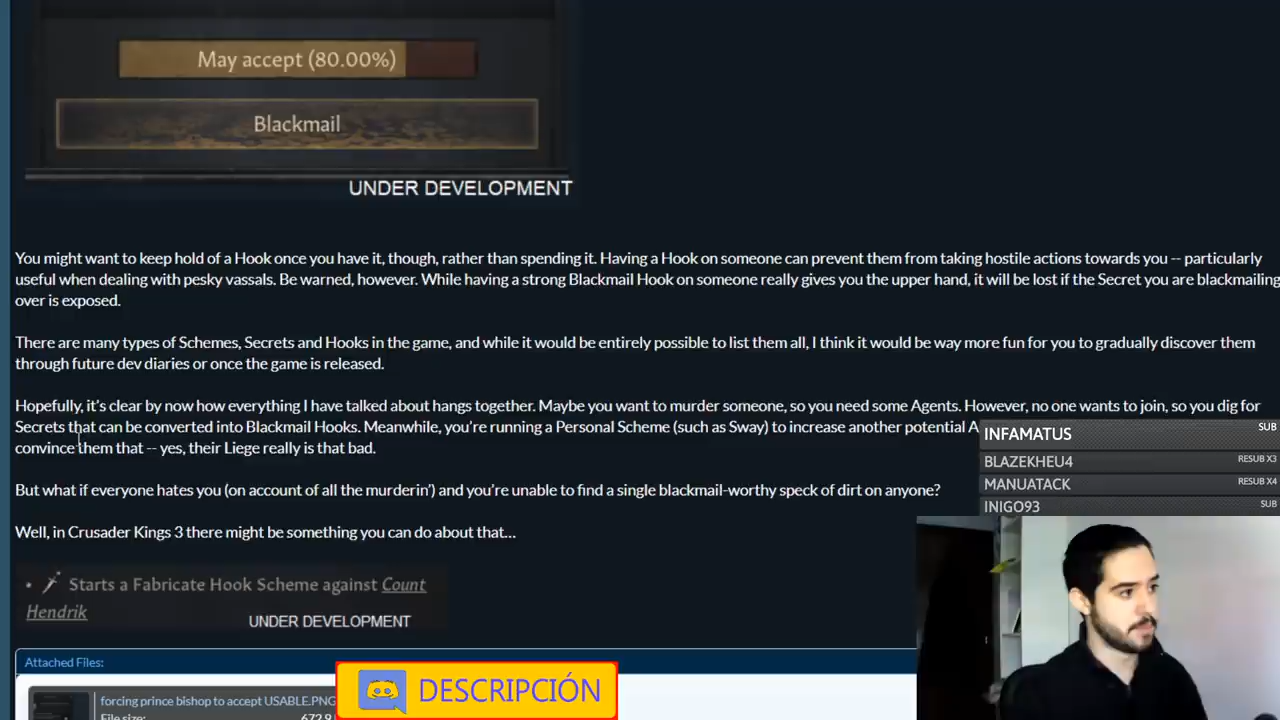 May accept (80.00%)
Blackmail
UNDER DEVELOPMENT
You might want to keep hold of a Hook once you have it, though, rather than spending it. Having a Hook on someone can prevent them from taking hostile actions towards you -- particularly
useful when dealing with pesky vassals. Be warned, however. While having a strong Blackmail Hook on someone really gives you the upper hand, it will be lost if the Secret you are blackmailing
over is exposed.
There are many types of Schemes, Secrets and Hooks in the game, and while it would be entirely possible to list them all, I think it would be way more fun for you to gradually discover them
through future dev diaries or once the game is released.
Hopefully, it's clear by now how everything I have talked about hangs together. Maybe you want to murder someone, so you need some Agents. However, no one wants to join, so you dig for
Secrets that can be converted into Blackmail Hooks. Meanwhile, you're running a Personal Scheme (such as Sway) to increase another potential A
convince them that -- yes, their Liege really is that bad.
But what if everyone hates you (on account of all the murderin') and you're unable to find a single blackmail-worthy speck of dirt on anyone?
Well, in Crusader Kings 3 there might be something you can do about that...
• Starts a Fabricate Hook Scheme against Count
Hendrik
UNDER DEVELOPMENT
Attached Files:
forcing prince bishop to accept USABLE.PNG
File size:
672.9
DESCRIPCIÓN
INFAMATUS SUB
BLAZEKHEU4 RESUB X3
MANUATACK RESUB X4
INIGO93 SUB